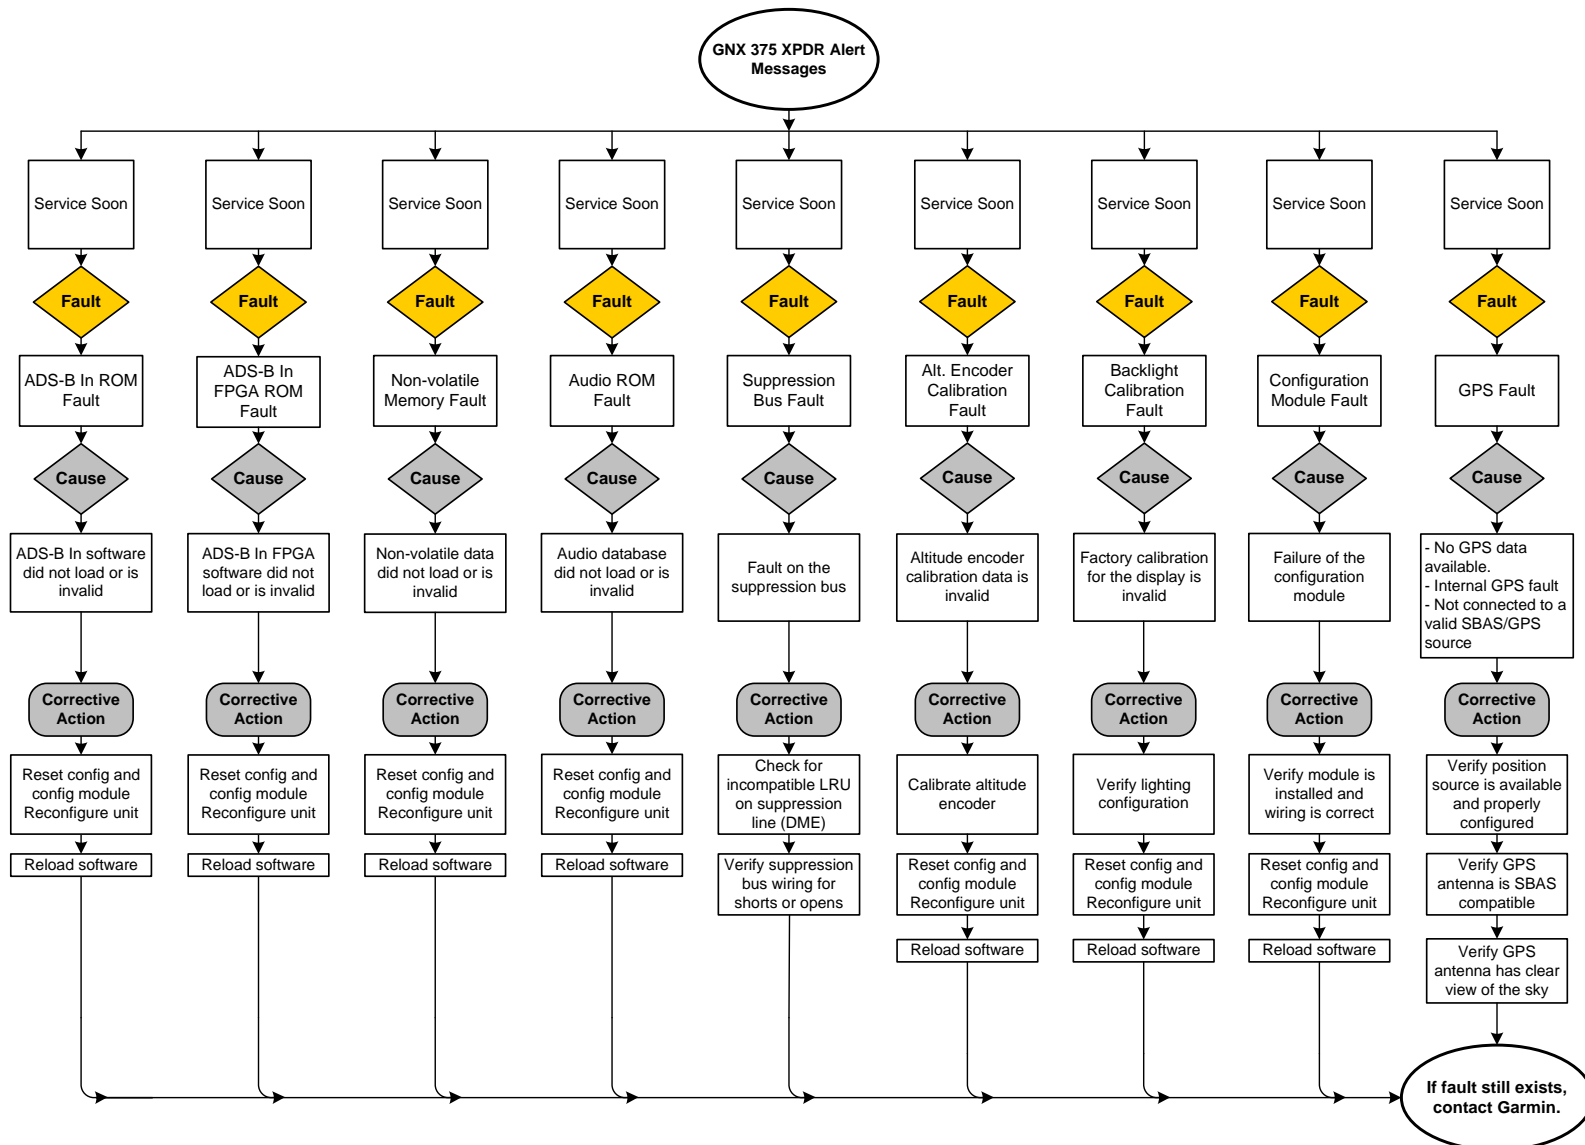 GNX 375 XPDR Alert
Messages
Service Soon
Service Soon
Service Soon
Service Soon
Service Soon
Service Soon
Service Soon
Service Soon
Service Soon
Fault
Fault
Fault
Fault
Fault
Fault
Fault
Fault
Fault
ADS-B In ROM
Fault
ADS-B In
FPGA ROM
Fault
Non-volatile
Memory Fault
Audio ROM
Fault
Suppression
Bus Fault
Alt. Encoder
Calibration
Fault
Backlight
Calibration
Fault
Configuration
Module Fault
GPS Fault
Cause
Cause
Cause
Cause
Cause
Cause
Cause
Cause
Cause
ADS-B In software
did not load or is
invalid
ADS-B In FPGA
software did not
load or is invalid
Non-volatile data
did not load or is
invalid
Audio database
did not load or is
invalid
Fault on the
suppression bus
Altitude encoder
calibration data is
invalid
Factory calibration
for the display is
invalid
Failure of the
configuration
module
- No GPS data
available.
- Internal GPS fault
- Not connected to a
valid SBAS/GPS
source
Corrective
Action
Corrective
Action
Corrective
Action
Corrective
Action
Corrective
Action
Corrective
Action
Corrective
Action
Corrective
Action
Corrective
Action
Reset config and
config module
Reconfigure unit
Reset config and
config module
Reconfigure unit
Reset config and
config module
Reconfigure unit
Reset config and
config module
Reconfigure unit
Check for
incompatible LRU
on suppression
line (DME)
Calibrate altitude
encoder
Verify lighting
configuration
Verify module is
installed and
wiring is correct
Verify position
source is available
and properly
configured
Reload software
Reload software
Reload software
Reload software
Verify suppression
bus wiring for
shorts or opens
Reset config and
config module
Reconfigure unit
Reset config and
config module
Reconfigure unit
Reset config and
config module
Reconfigure unit
Verify GPS
antenna is SBAS
compatible
Reload software
Reload software
Reload software
Verify GPS
antenna has clear
view of the sky
If fault still exists,
contact Garmin.